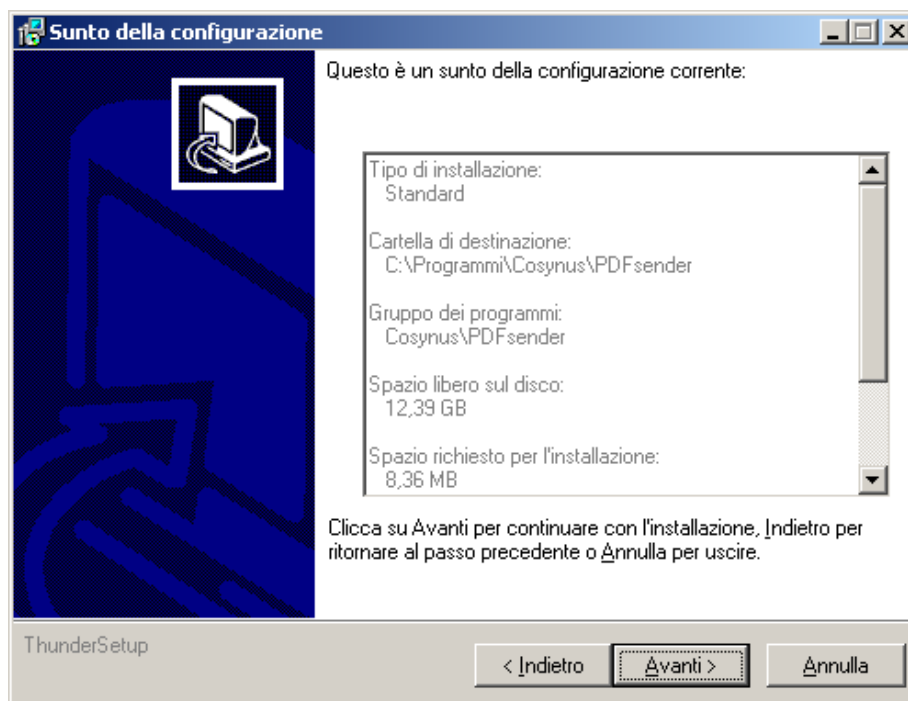 Sunto della configurazione
Questo è un sunto della configurazione corrente:
Tipo di installazione:
Standard
Cartella di destinazione:
C:\Programmi\Cosynus\PDFsender
Gruppo dei programmi:
Cosynus\PDFsender
Spazio libero sul disco:
12,39 GB
Spazio richiesto per l'installazione:
8,36 MB
Clicca su Avanti per continuare con l'installazione, Indietro per
ritornare al passo precedente o Annulla per uscire.
ThunderSetup
< Indietro
Avanti >
Annulla